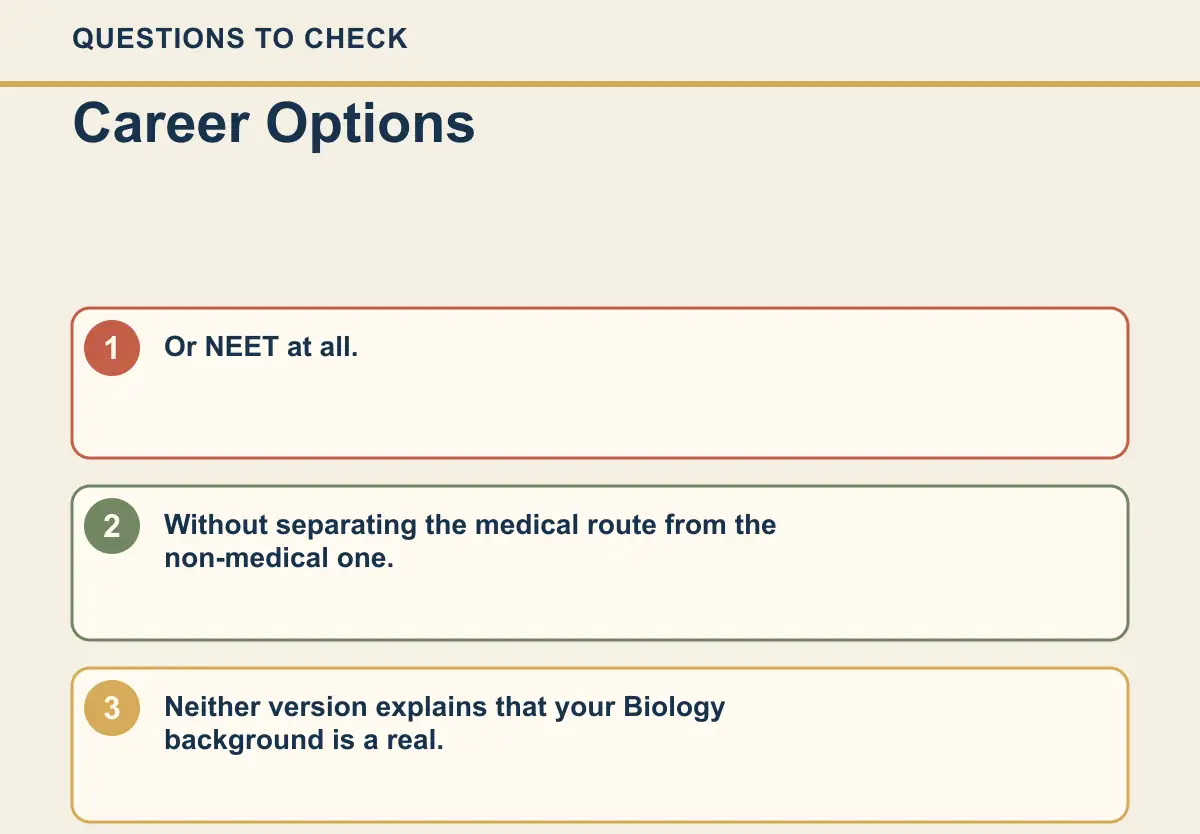 QUESTIONS TO CHECK
Career Options
1
Or NEET at all.
2
Without separating the medical route from the
non-medical one.
3
Neither version explains that your Biology
background is a real.